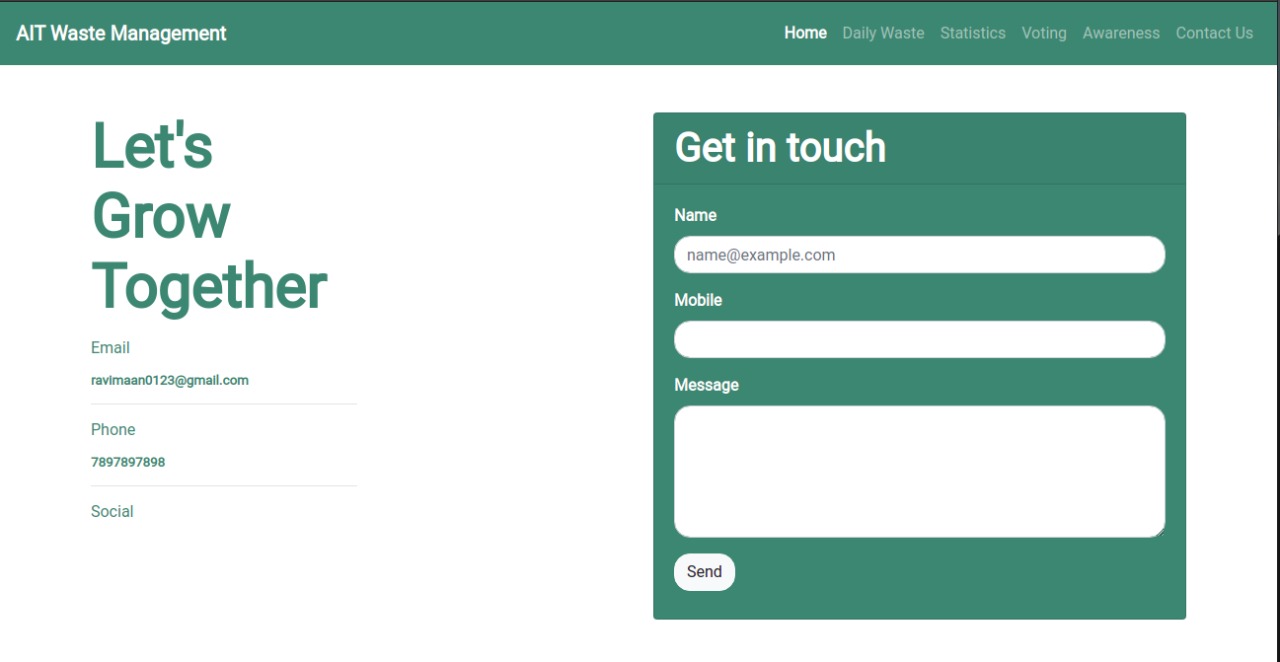 AIT Waste Management
Home Daily Waste Statistics Voting Awareness Contact Us
Let's
Grow
Together
Email
ravimaan0123@gmail.com
Phone
7897897898
Social
Get in touch
Name
name@example.com
Mobile
Message
Send